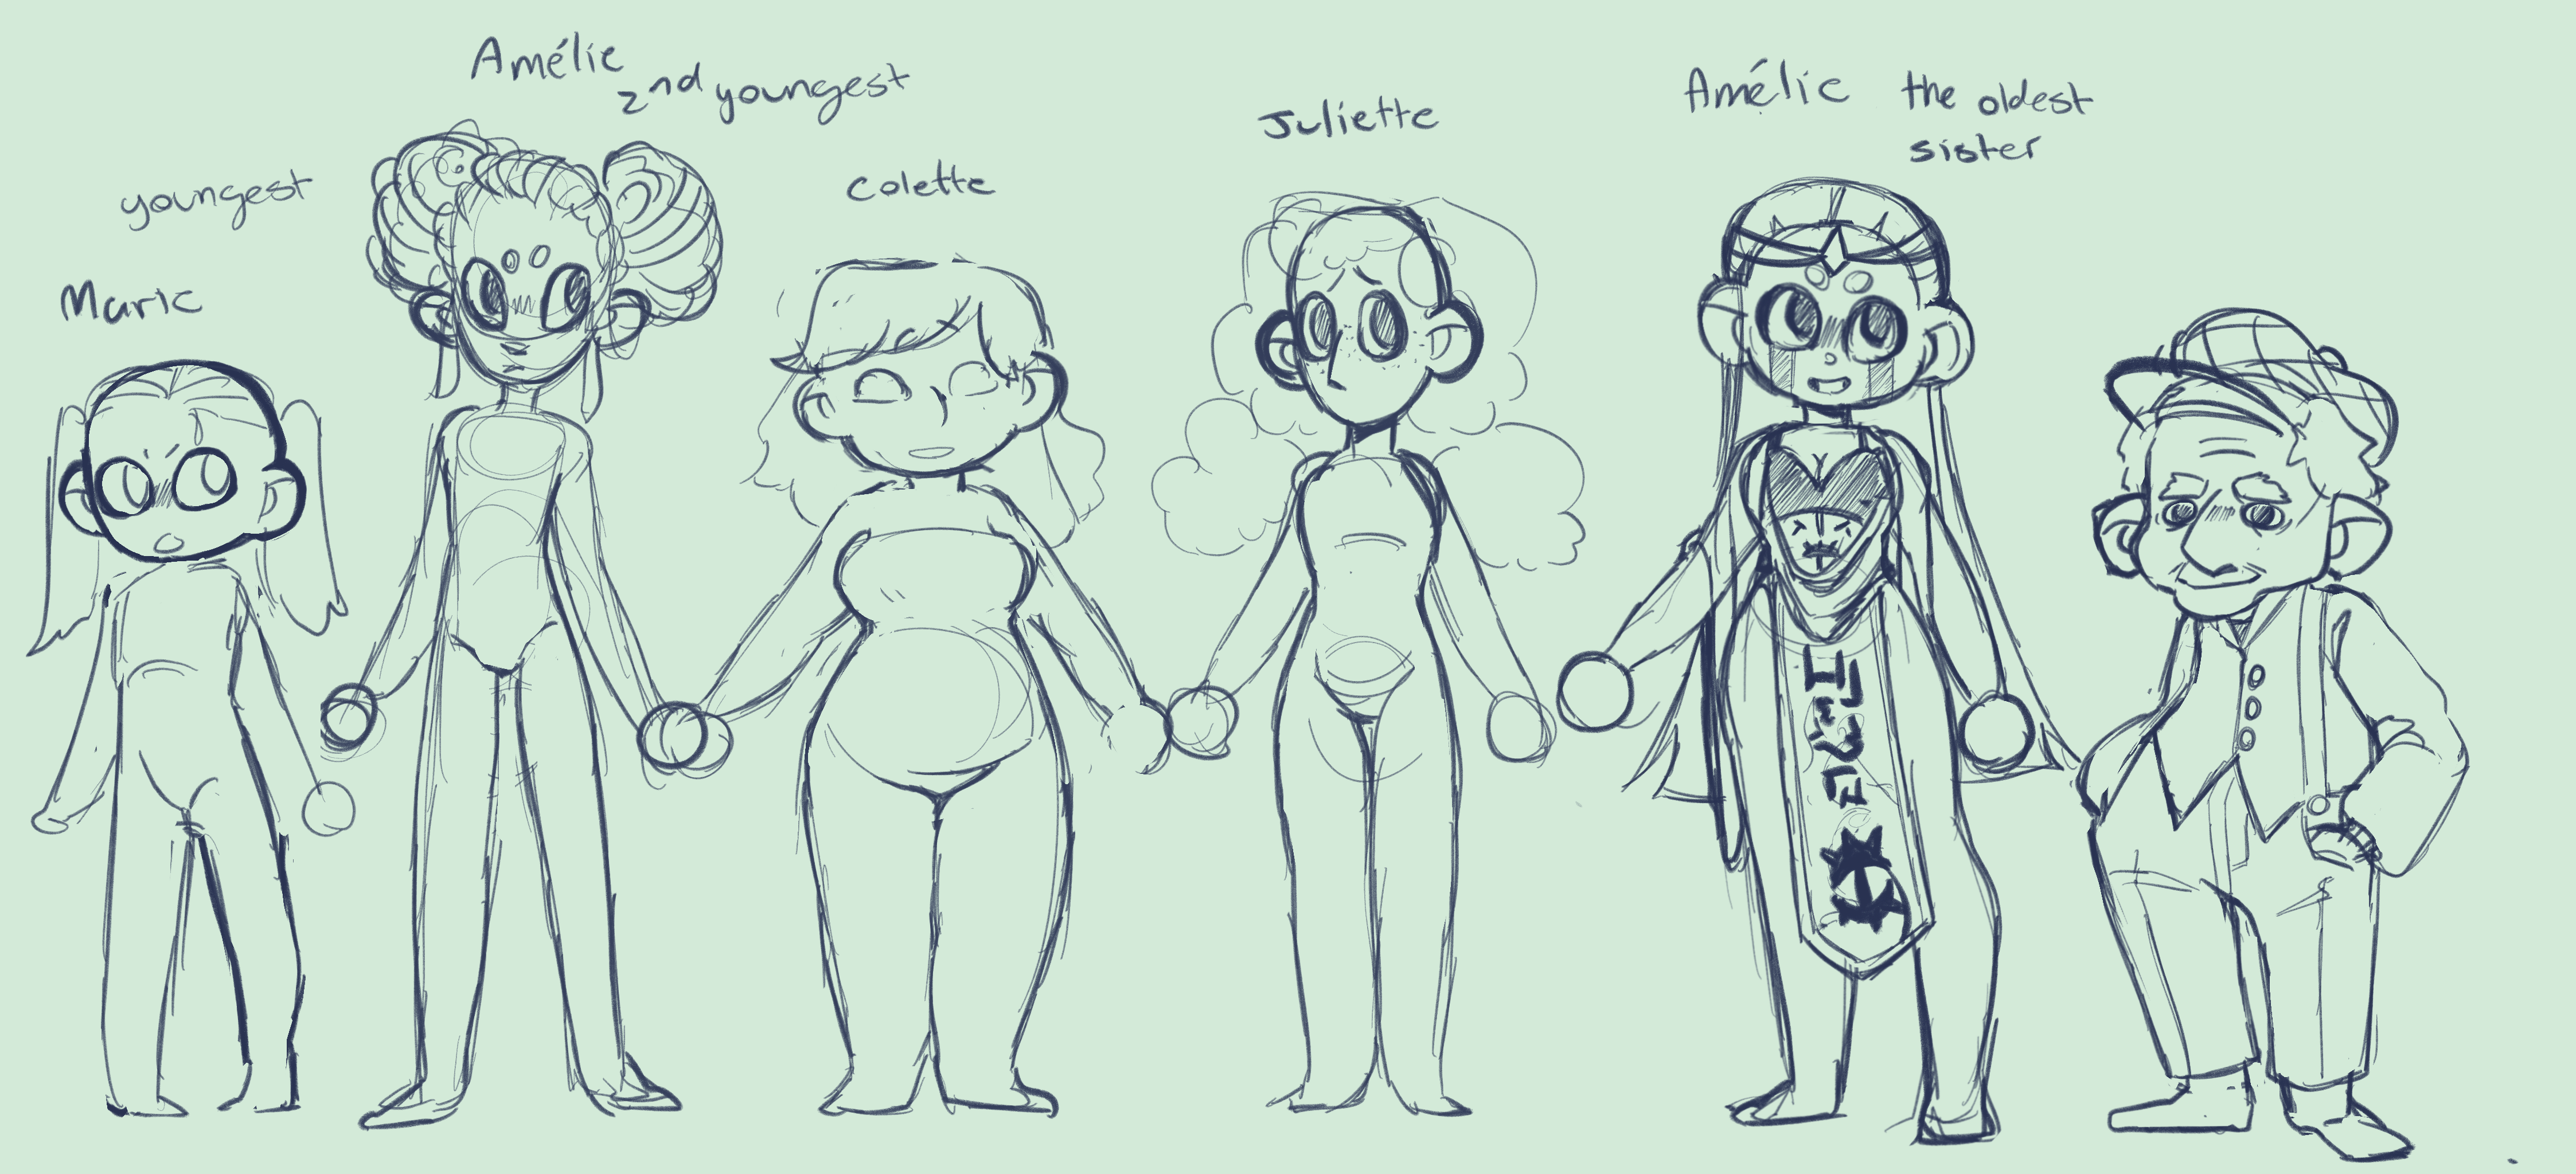 Amélie
2nd youngest
Amélie the oldest
sister
Juliette
Colette
youngest
Marie